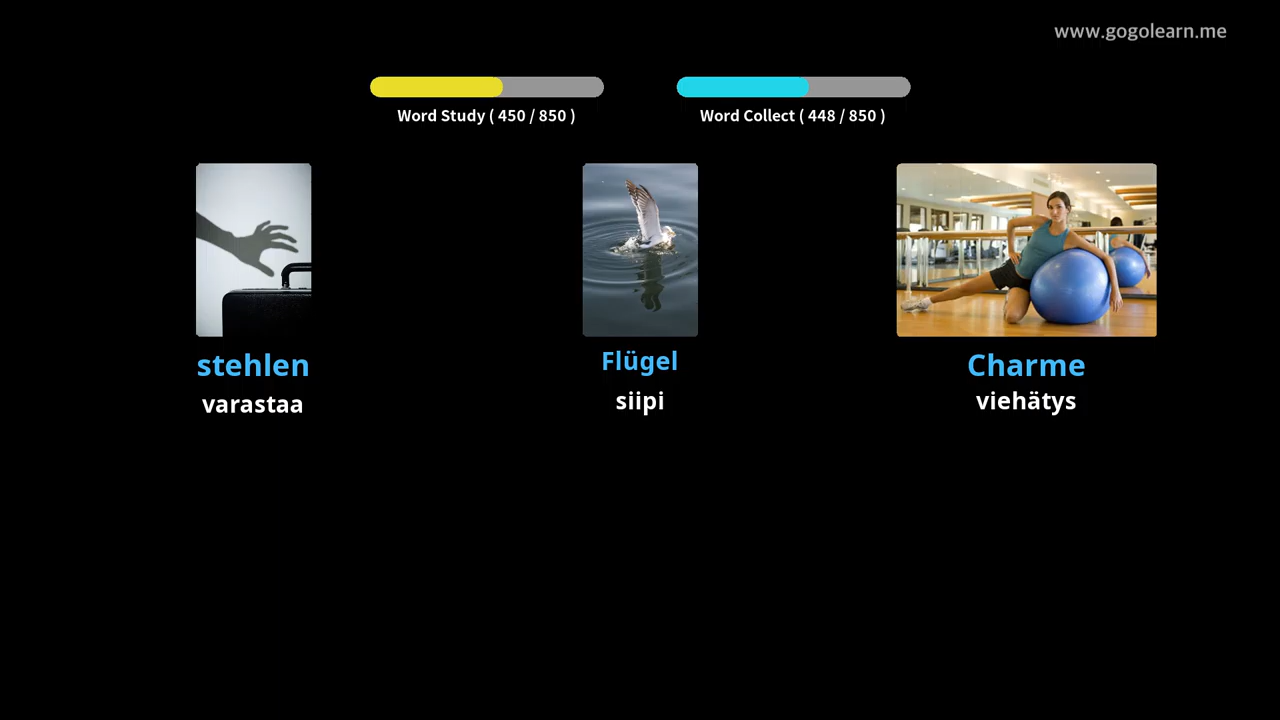 www.gogolearn.me
Word Study ( 450 / 850 )
Word Collect ( 448 / 850 )
stehlen
varastaa
Flügel
siipi
Charme
viehätys